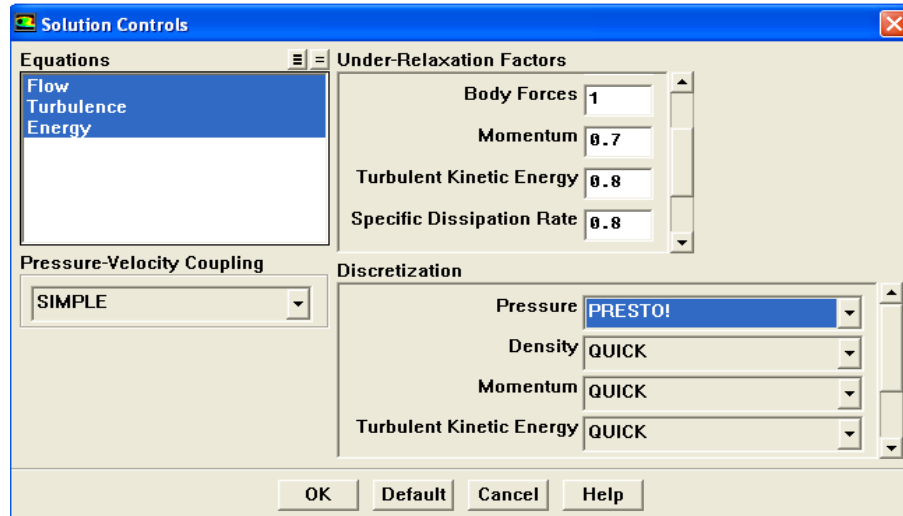 Solution Controls
Equations
Flow
Turbulence
Energy
Pressure-Velocity Coupling
SIMPLE
Under-Relaxation Factors
Body Forces 1
Momentum 0.7
Turbulent Kinetic Energy 0.8
Specific Dissipation Rate 0.8
Discretization
Pressure PRESTO!
Density QUICK
Momentum QUICK
Turbulent Kinetic Energy QUICK
OK Default Cancel Help